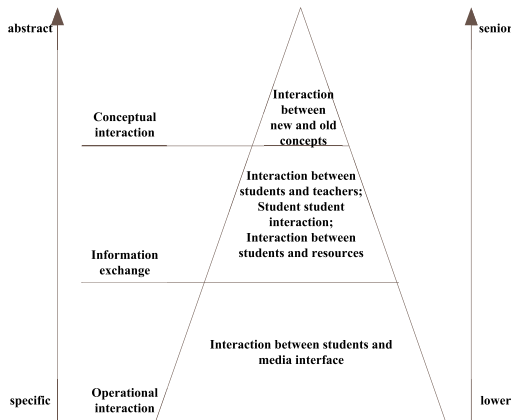 abstract
senior
Interaction
between
new and old
concepts
Conceptual
interaction
Interaction between
students and teachers;
Student student
interaction;
Interaction between
students and resources
Information
exchange
Interaction between students and
media interface
specific
Operational
interaction
lower